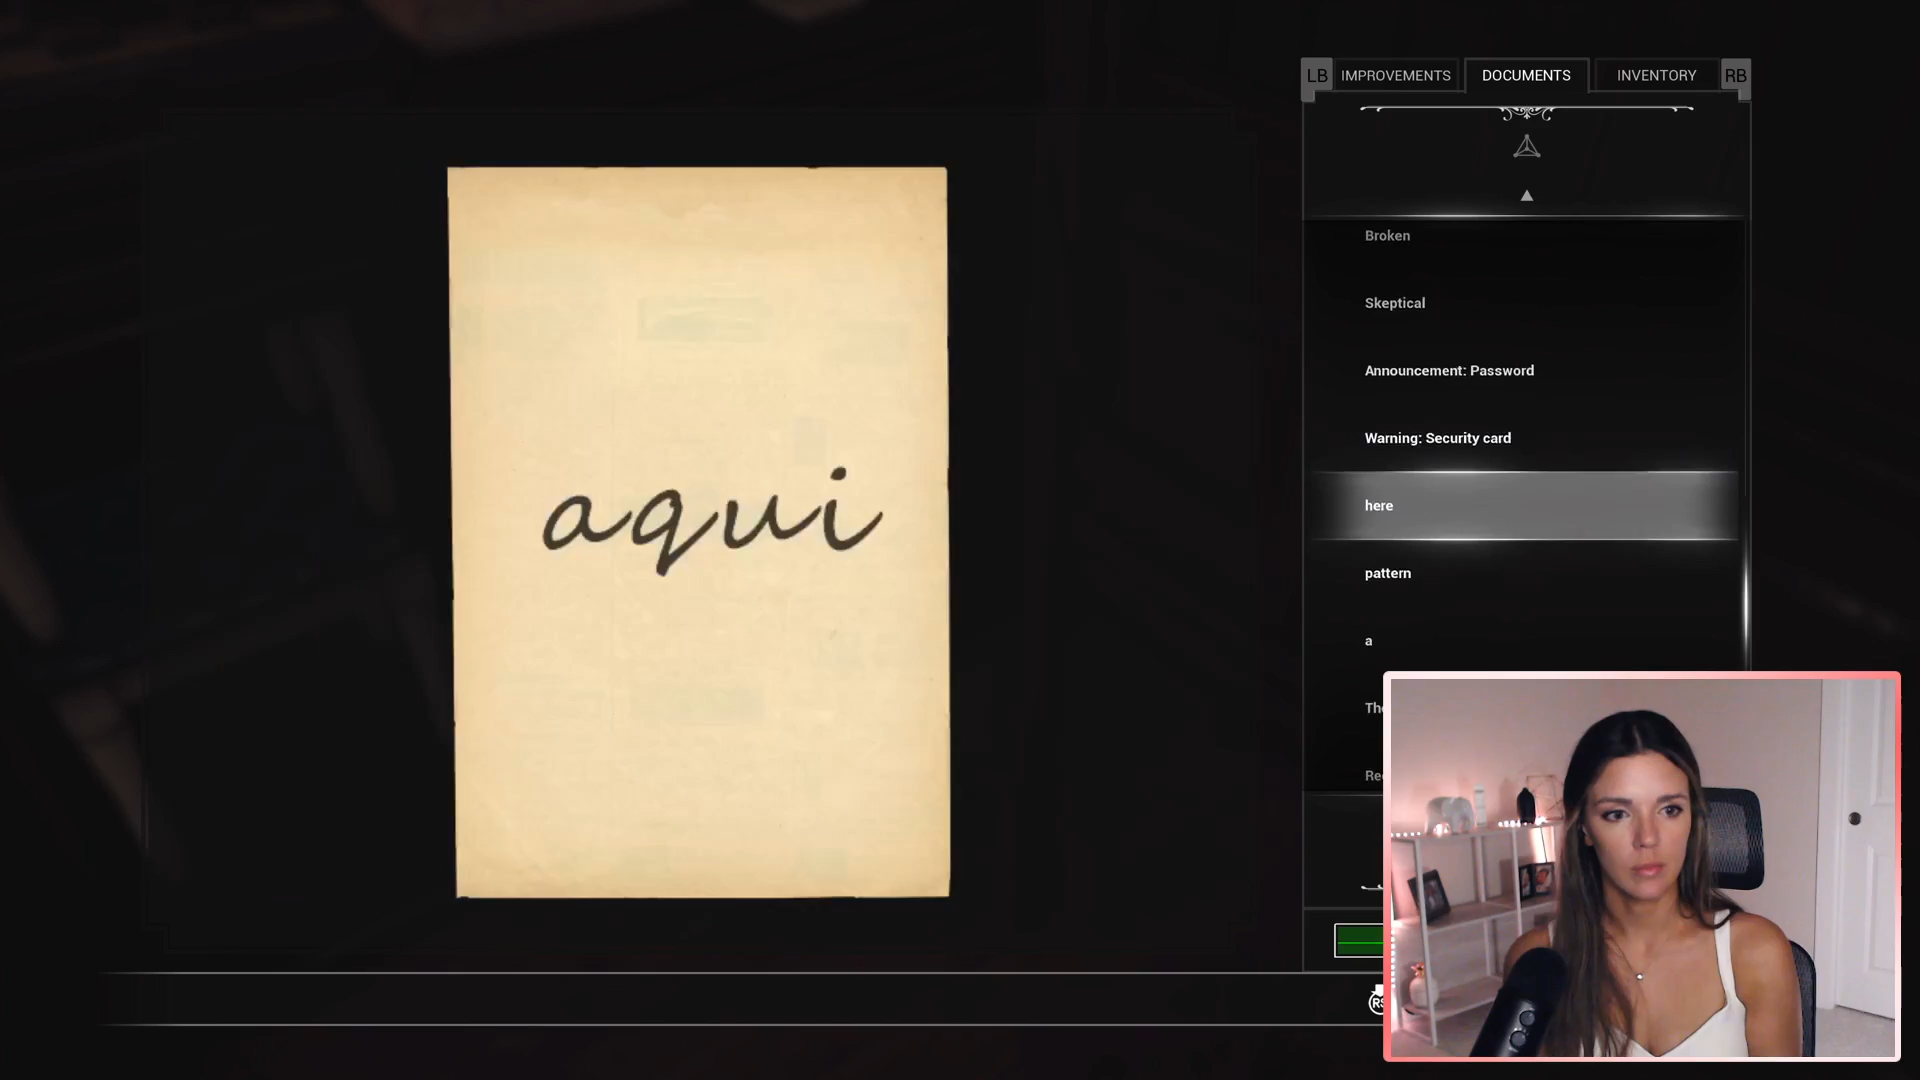 LB IMPROVEMENTS DOCUMENTS INVENTORY RB
Broken
Skeptical
Announcement: Password
Warning: Security card
here
pattern
a
aqui